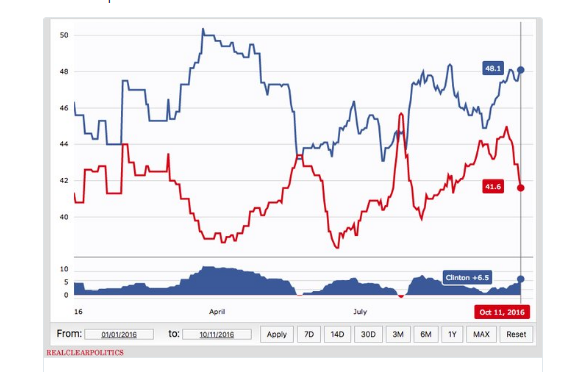 50
48
48.1
46
44
42
41.6
40
10
Clinton +6.5
5
0
16 April July Oct 11, 2016
From: 01/01/2016 to: 10/11/2016 Apply 7D 14D 30D 3M 6M 1Y MAX Reset
REALCLEARPOLITICS